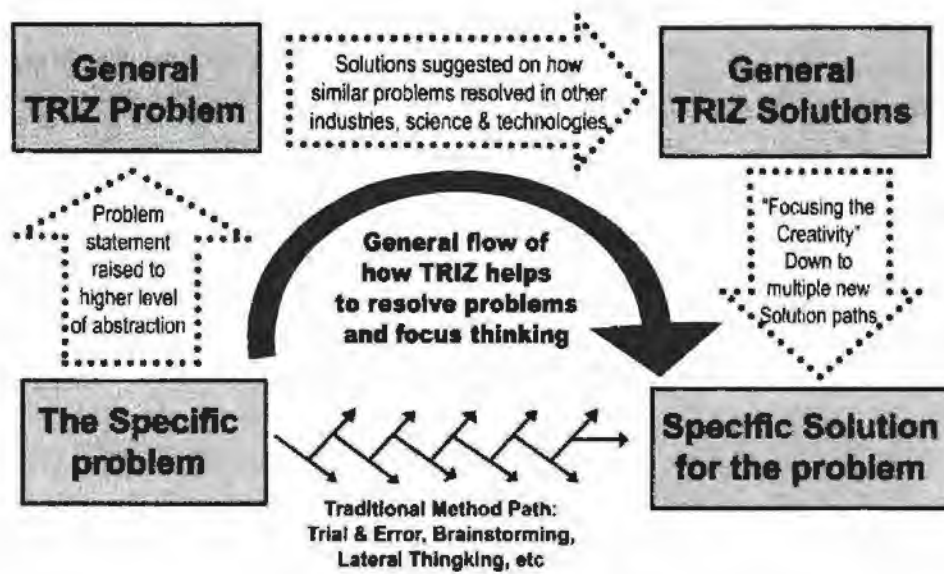 General
TRIZ Problem
Solutions suggested on how
similar problems resolved in other
industries, science & technologies
General
TRIZ Solutions
Problem
statement
raised to
higher level
of abstraction
General flow of
how TRIZ helps
to resolve problems
and focus thinking
"Focusing the
Creativity"
Down to
multiple new
Solution paths
The Specific
problem
Traditional Method Path:
Trial & Error, Brainstorming,
Lateral Thingking, etc
Specific Solution
for the problem